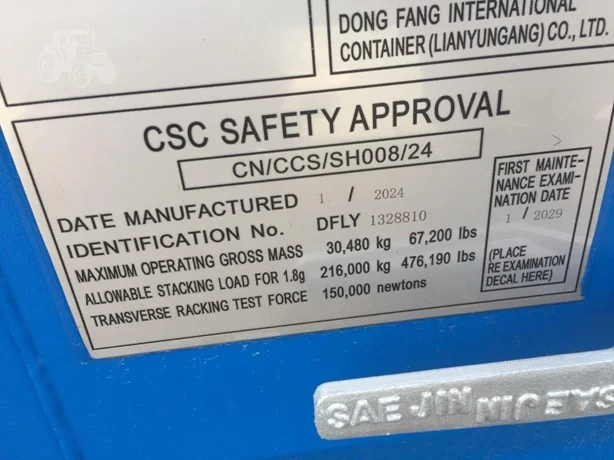 DONG FANG INTERNATIONAL
CONTAINER (LIANYUNGANG) CO., LTD.
CSC SAFETY APPROVAL
CN/CCS/SH008/24
DATE MANUFACTURED 1 / 2024
IDENTIFICATION No. DFLY 1328810
MAXIMUM OPERATING GROSS MASS 30,480 kg 67,200 lbs
ALLOWABLE STACKING LOAD FOR 1.8g 216,000 kg 476,190 lbs
TRANSVERSE RACKING TEST FORCE 150,000 newtons
FIRST MAINTE-
NANCE EXAMI-
NATION DATE
1 / 2029
(PLACE
RE EXAMINATION
DECAL HERE)
SAE JIN